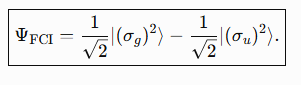 Ψ_FCI = 1/√2 |(σ_g)²⟩ − 1/√2 |(σ_u)²⟩.